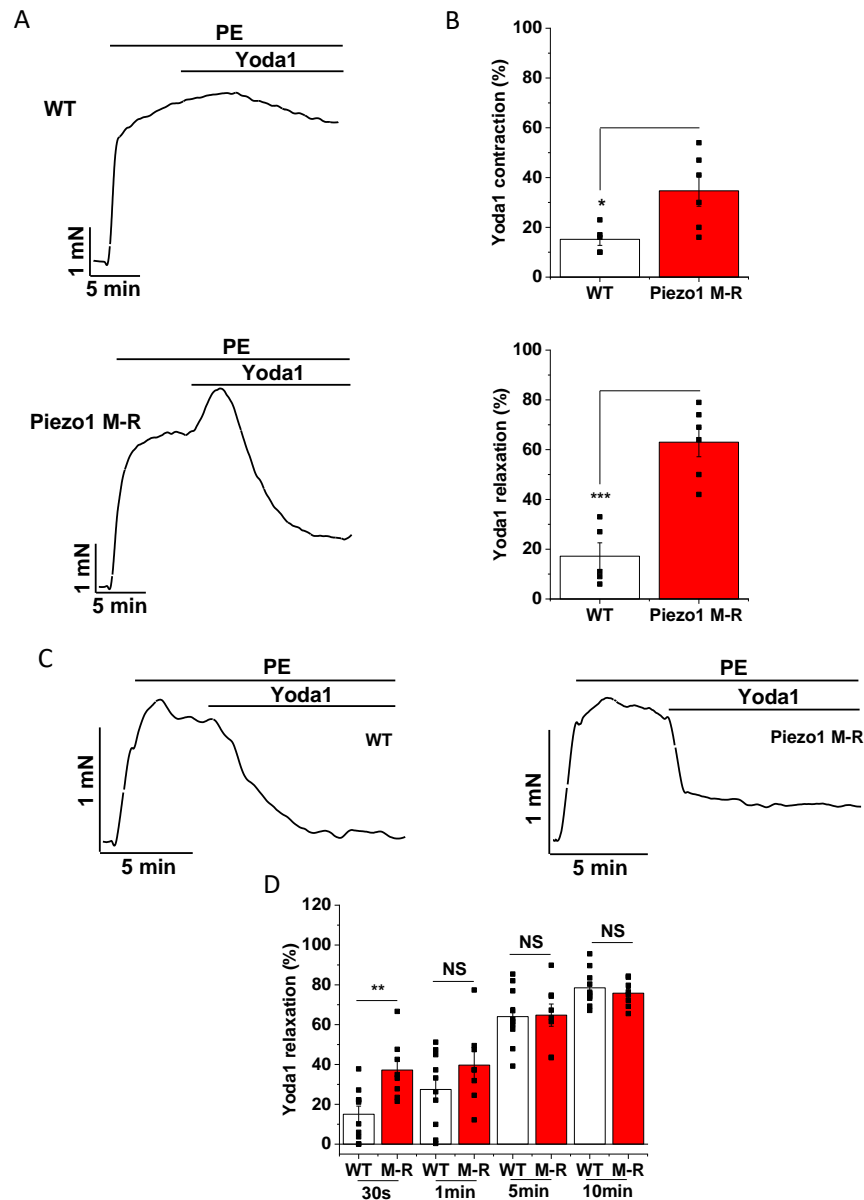 A
PE
Yoda1
WT
1 mN
5 min
PE
Yoda1
Piezo1 M-R
1 mN
5 min
B
Yoda1 contraction (%)
100
80
60
40
20
0
*
WT Piezo1 M-R
Yoda1 relaxation (%)
100
80
60
40
20
0
***
WT Piezo1 M-R
C
PE
Yoda1
WT
1 mN
5 min
PE
Yoda1
Piezo1 M-R
1 mN
5 min
D
Yoda1 relaxation (%)
120
100
80
60
40
20
0
** NS NS NS
WT M-R WT M-R WT M-R WT M-R
30s 1min 5min 10min